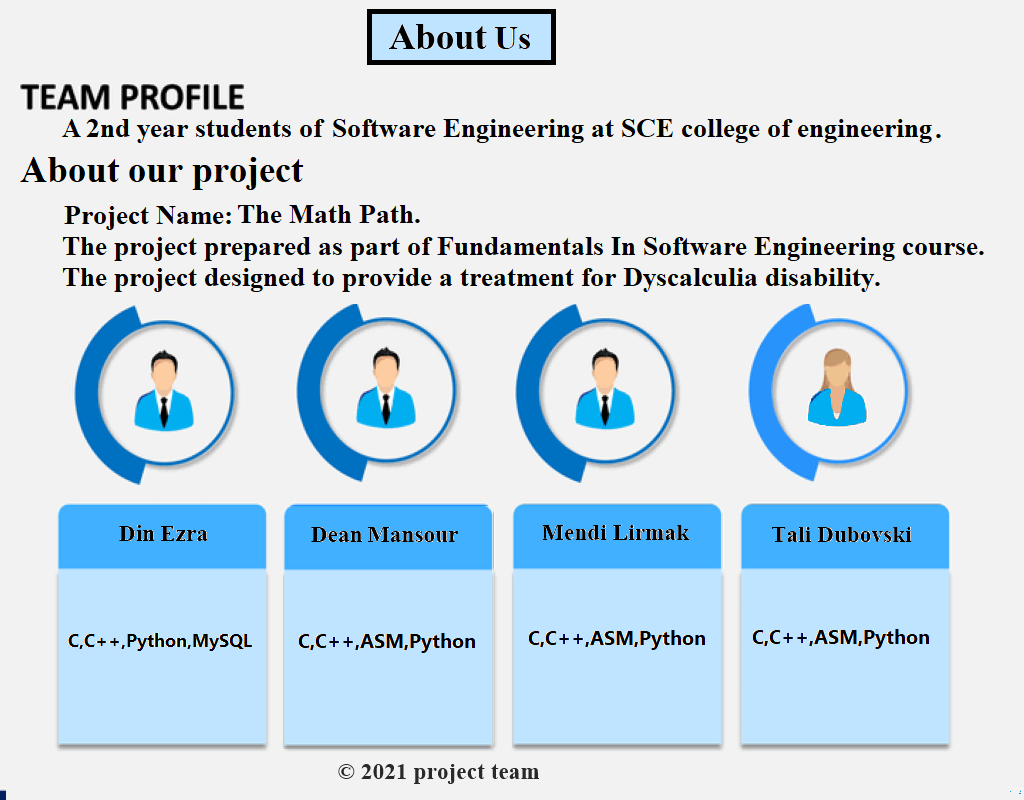 About Us
TEAM PROFILE
A 2nd year students of Software Engineering at SCE college of engineering.
About our project
Project Name: The Math Path.
The project prepared as part of Fundamentals In Software Engineering course.
The project designed to provide a treatment for Dyscalculia disability.
Din Ezra
Dean Mansour
Mendi Lirmak
Tali Dubovski
C,C++,Python,MySQL
C,C++,ASM,Python
C,C++,ASM,Python
C,C++,ASM,Python
© 2021 project team